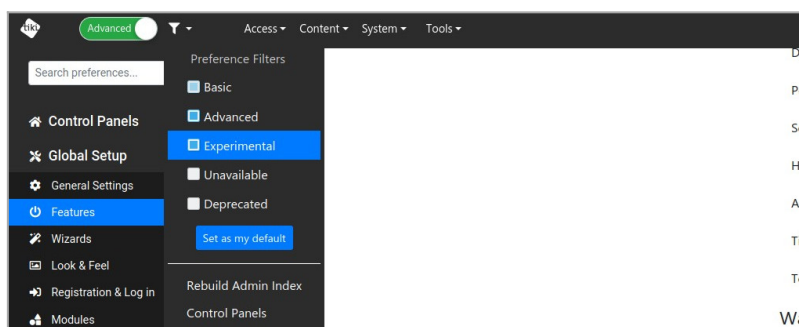 tiki
Advanced
Access Content System Tools
Search preferences...
Control Panels
Global Setup
General Settings
Features
Wizards
Look & Feel
Registration & Log in
Modules
Preference Filters
Basic
Advanced
Experimental
Unavailable
Deprecated
Set as my default
Rebuild Admin Index
Control Panels